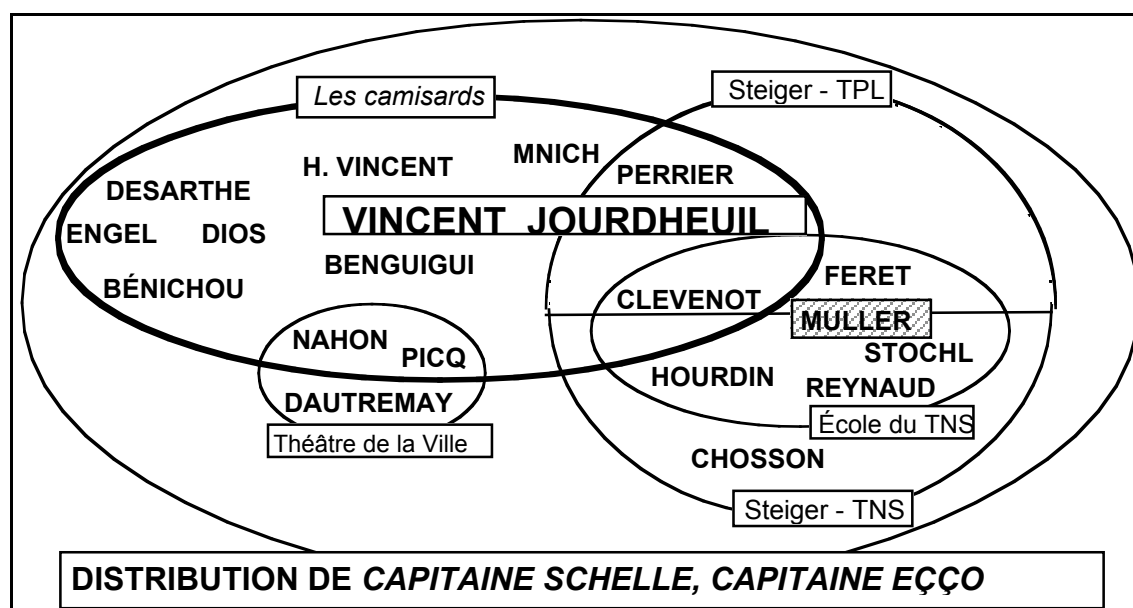 Les camisards
Steiger - TPL
MNICH
H. VINCENT
PERRIER
DESARTHE
VINCENT JOURDHEUIL
ENGEL DIOS
BENGUIGUI
FERET
BÉNICHOU
CLEVENOT
MULLER
NAHON
PICQ
STOCHL
HOURDIN
REYNAUD
DAUTREMAY
École du TNS
Théâtre de la Ville
CHOSSON
Steiger - TNS
DISTRIBUTION DE CAPITAINE SCHELLE, CAPITAINE EÇÇO